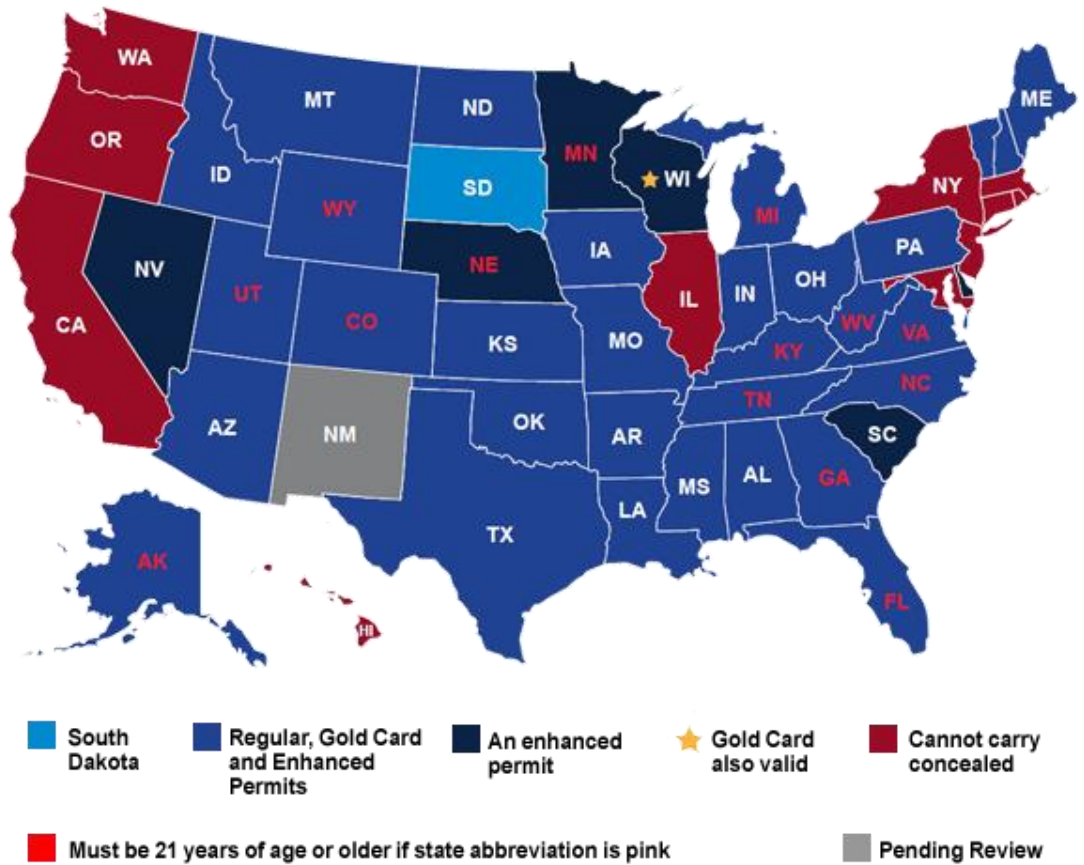 WA
MT
ND
ME
OR
MN
ID
SD
WI
NY
WY
MI
IA
PA
NV
NE
UT
IL
IN
OH
CA
CO
KS
MO
WV
VA
KY
NC
TN
AZ
NM
OK
AR
SC
MS
AL
GA
LA
TX
AK
FL
HI
South
Dakota
Regular, Gold Card
and Enhanced
Permits
An enhanced
permit
Gold Card
also valid
Cannot carry
concealed
Must be 21 years of age or older if state abbreviation is pink
Pending Review